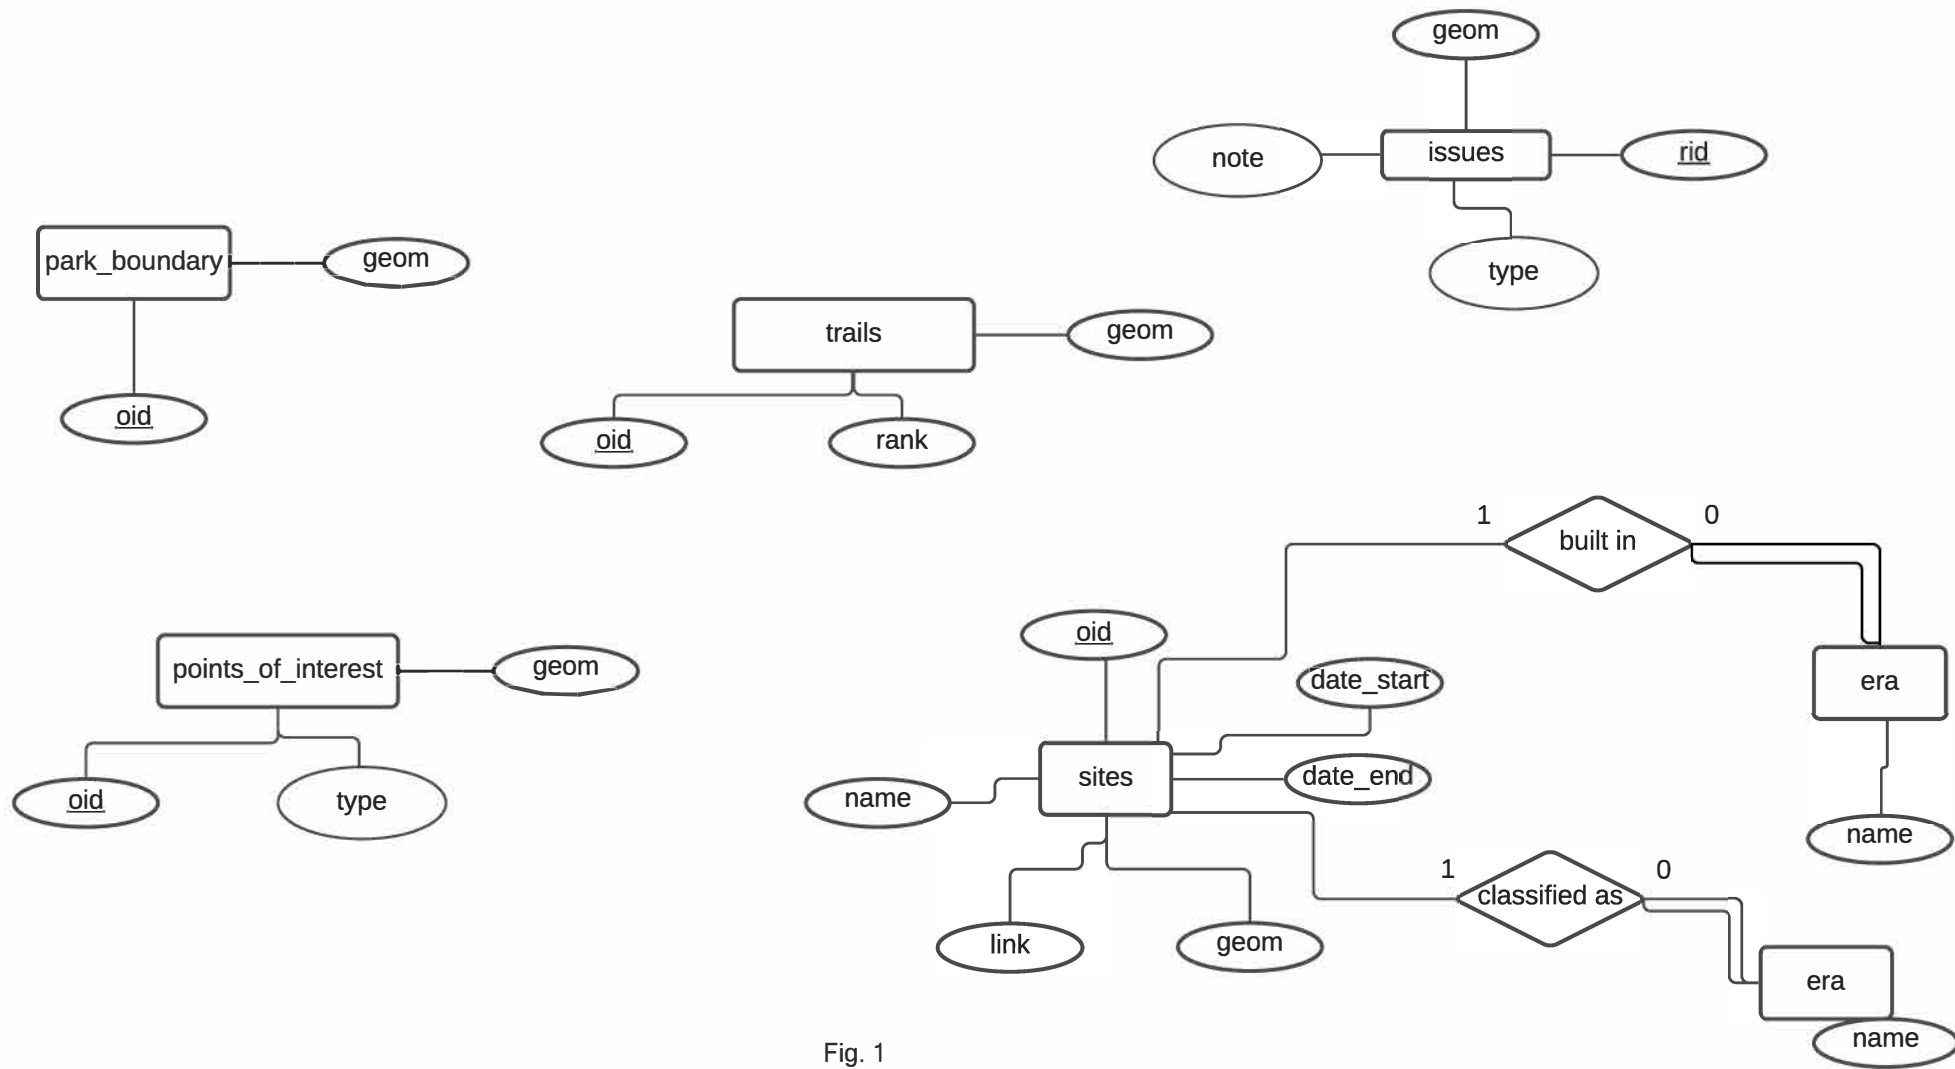 geom
issues
note
rid
type
park_boundary
geom
oid
trails
geom
oid
rank
1
built in
0
points_of_interest
geom
oid
type
oid
date_start
era
sites
date_end
name
name
1
classified as
0
link
geom
era
name
Fig. 1